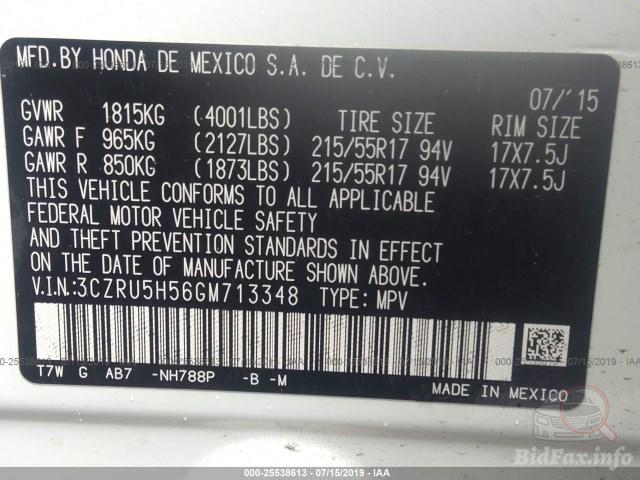 MFD.BY HONDA DE MEXICO S.A. DE C.V.
07/'15
GVWR 1815KG (4001LBS) TIRE SIZE RIM SIZE
GAWR F 965KG (2127LBS) 215/55R17 94V 17X7.5J
GAWR R 850KG (1873LBS) 215/55R17 94V 17X7.5J
THIS VEHICLE CONFORMS TO ALL APPLICABLE
FEDERAL MOTOR VEHICLE SAFETY
AND THEFT PREVENTION STANDARDS IN EFFECT
ON THE DATE OF MANUFACTURE SHOWN ABOVE.
V.I.N.:3CZRU5H56GM713348 TYPE: MPV
T7W G AB7 -NH788P -B -M
MADE IN MEXICO
BidFax.info
000-25538613 - 07/15/2019 - IAA